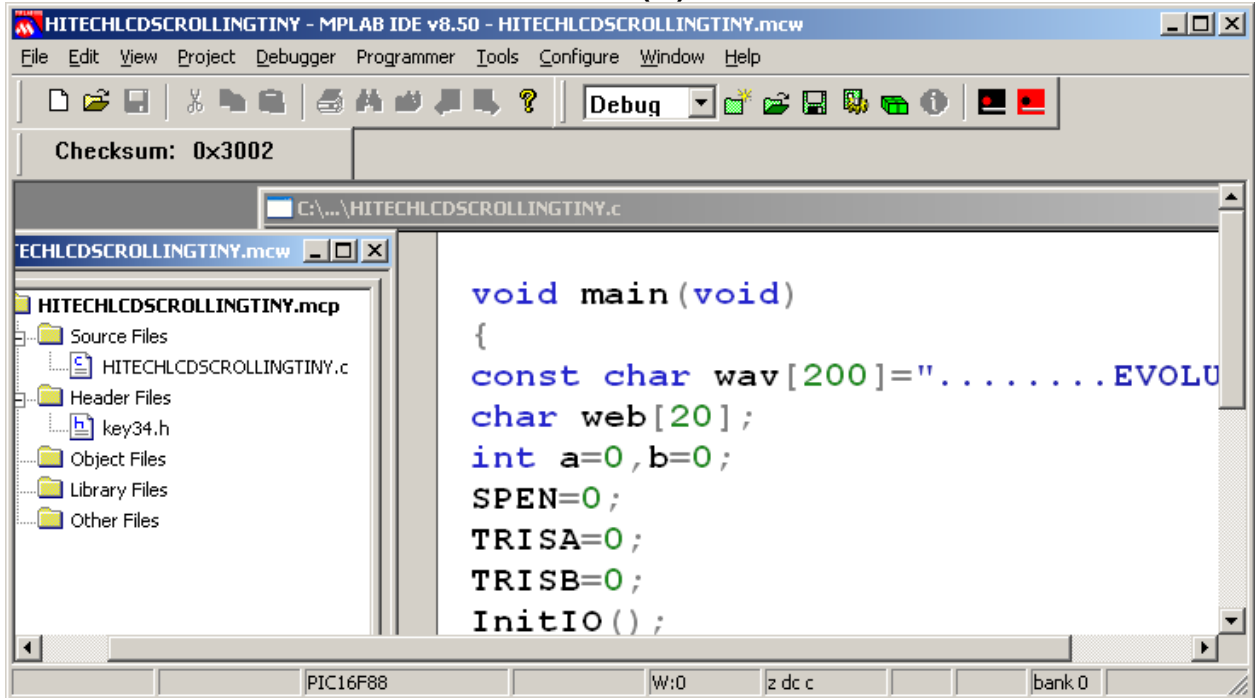 HITECHLCDSCROLLINGTINY - MPLAB IDE v8.50 - HITECHLCDSCROLLINGTINY.mcw
File Edit View Project Debugger Programmer Tools Configure Window Help
Debug
Checksum: 0x3002
C:\...\HITECHLCDSCROLLINGTINY.c
TECHLCDSCROLLINGTINY.mcw
HITECHLCDSCROLLINGTINY.mcp
Source Files
HITECHLCDSCROLLINGTINY.c
Header Files
key34.h
Object Files
Library Files
Other Files
void main(void)
{
const char wav[200]="........EVOLU
char web[20];
int a=0,b=0;
SPEN=0;
TRISA=0;
TRISB=0;
InitIO();
PIC16F88 W:0 z dc c bank 0